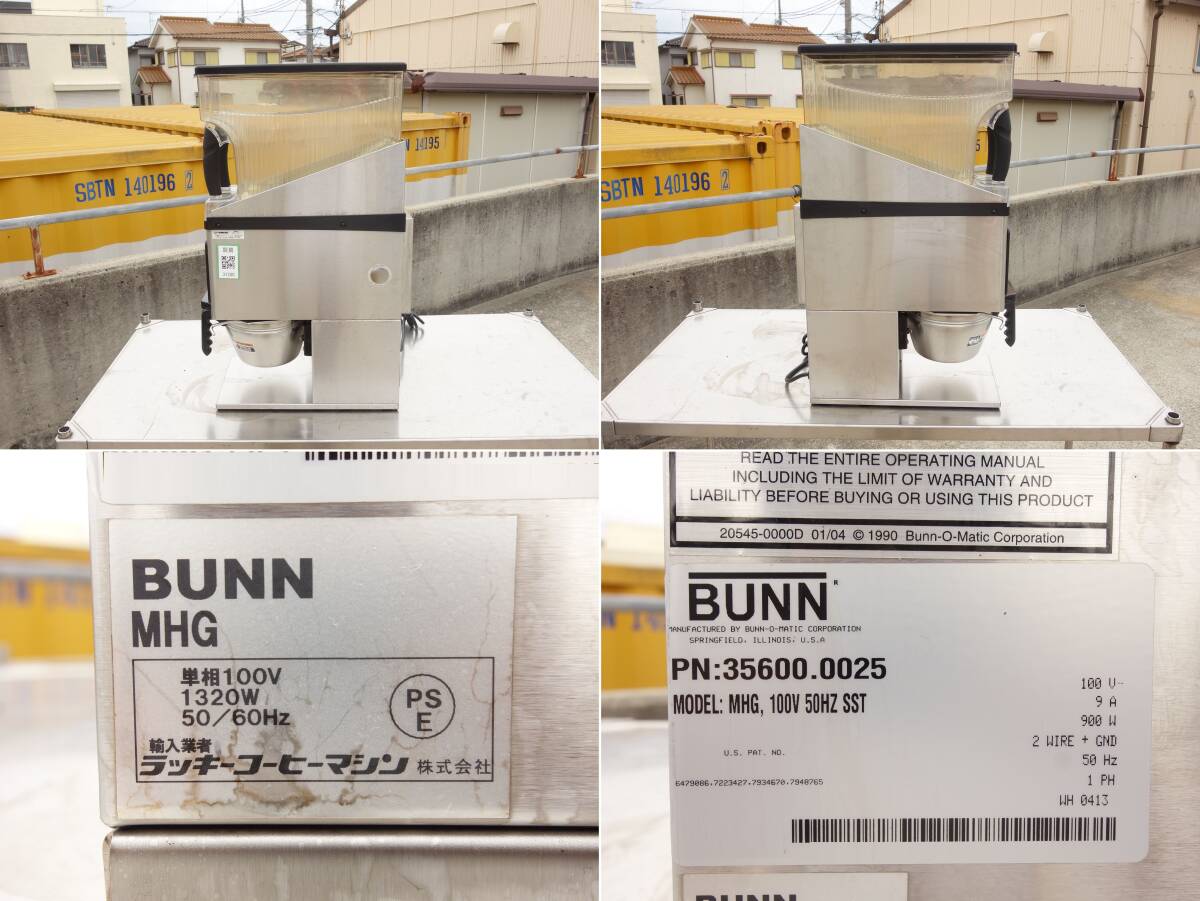 SBTN 140196 2
N 14195
SBTN 140196 2
BUNN
MHG
単相100V
1320W
50/60Hz
PS
E
輸入業者
ラッキーコーヒーマシン 株式会社
READ THE ENTIRE OPERATING MANUAL
INCLUDING THE LIMIT OF WARRANTY AND
LIABILITY BEFORE BUYING OR USING THIS PRODUCT
20545-0000D 01/04 © 1990 Bunn-O-Matic Corporation
BUNN R
MANUFACTURED BY BUNN-O-MATIC CORPORATION
SPRINGFIELD, ILLINOIS, U.S.A
PN:35600.0025
MODEL: MHG, 100V 50HZ SST
100 V~
9 A
900 W
2 WIRE + GND
50 Hz
1 PH
WH 0413
U.S. PAT. NO.
6479086,7223427,7934670,7948765
BUNN